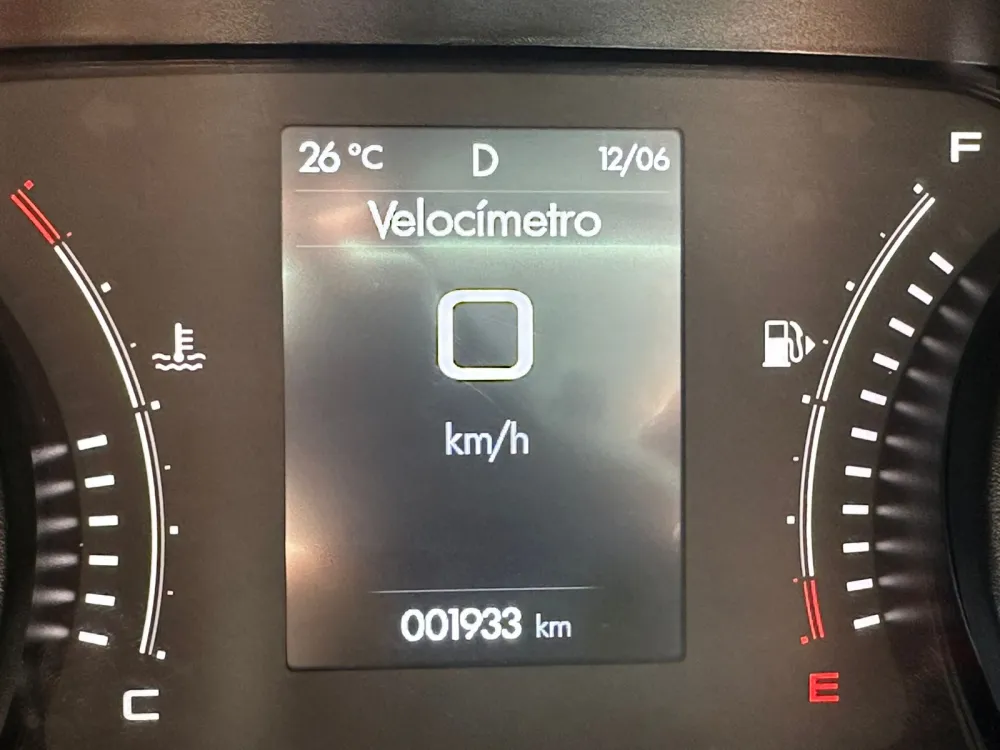 26 °C D 12/06
F
Velocímetro
0
km/h
001933 km
C
E